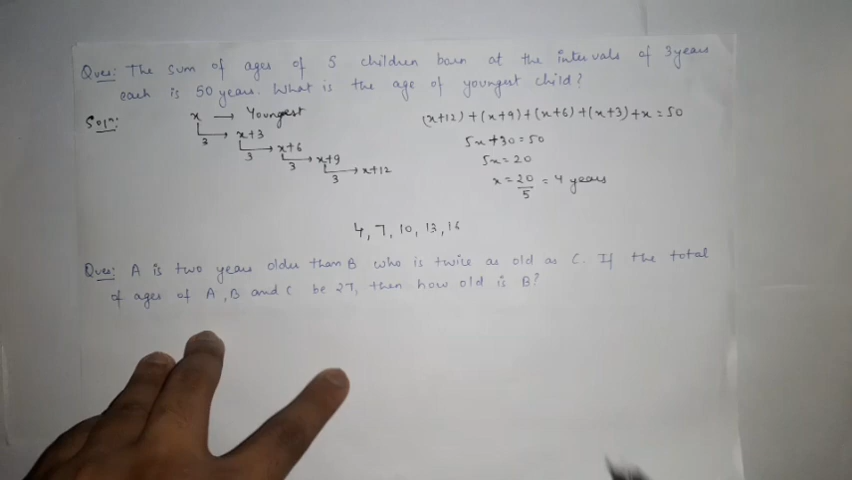 Ques: The sum of ages of 5 children born at the intervals of 3 years
each is 50 years. What is the age of youngest child?
Soln:
x → Youngest
3 x+3
3 x+6
3 x+9
3 x+12
(x+12)+(x+9)+(x+6)+(x+3)+x=50
5x+30=50
5x=20
x=20/5=4 years
4, 7, 10, 13, 16
Ques: A is two years older than B who is twice as old as C. If the total
of ages of A, B and C be 27, then how old is B?